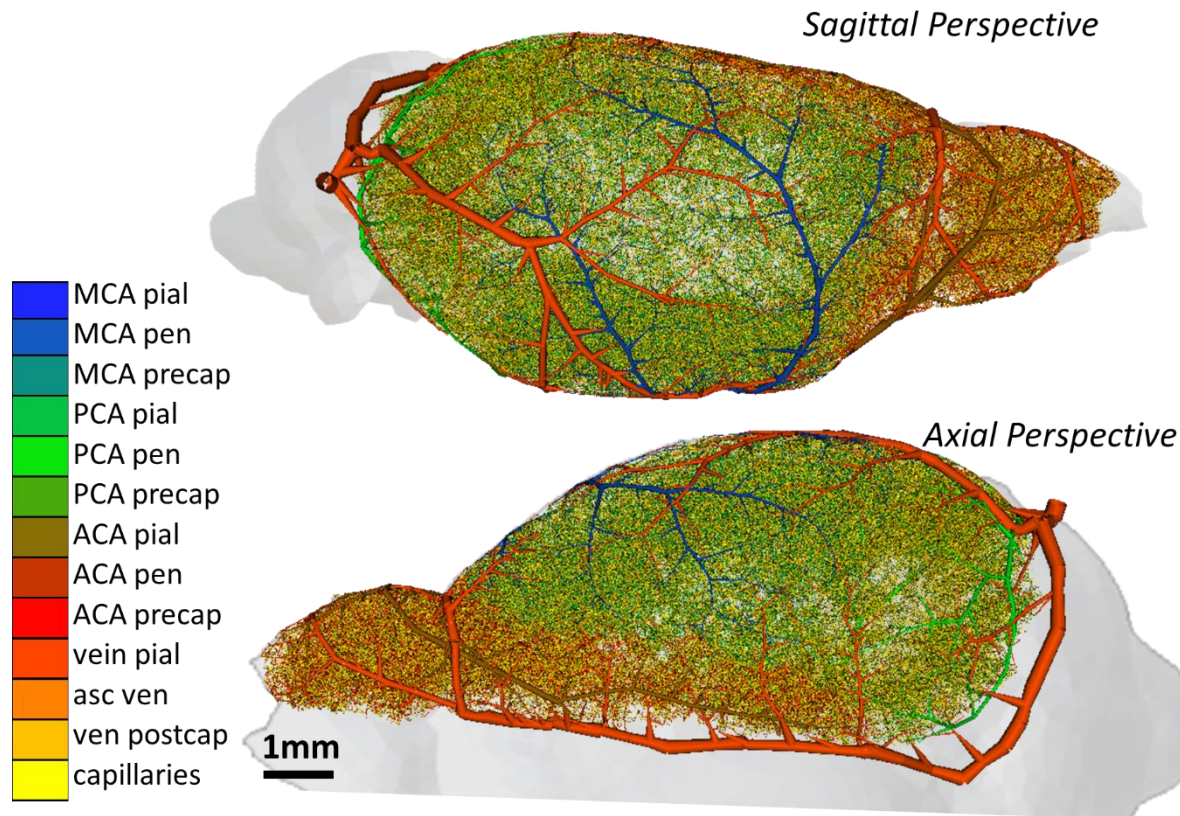 Sagittal Perspective
MCA pial
MCA pen
MCA precap
PCA pial
PCA pen
PCA precap
ACA pial
ACA pen
ACA precap
vein pial
asc ven
ven postcap
capillaries
Axial Perspective
1mm